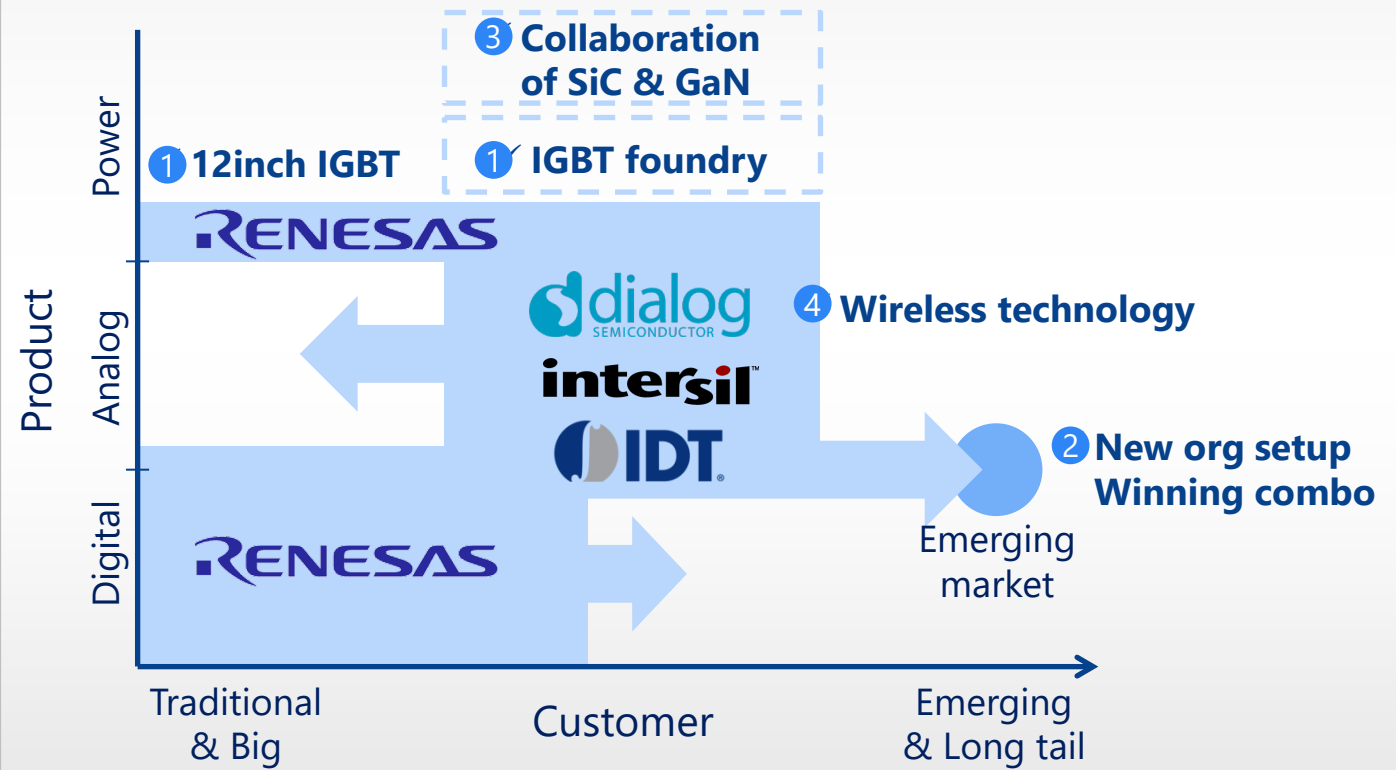 3 Collaboration
of SiC & GaN
1 12inch IGBT
1 IGBT foundry
Power
RENESAS
dialog
SEMICONDUCTOR
4 Wireless technology
Product
Analog
intersil™
IDT®
2 New org setup
Winning combo
Emerging
market
Digital
RENESAS
Traditional
& Big
Customer
Emerging
& Long tail